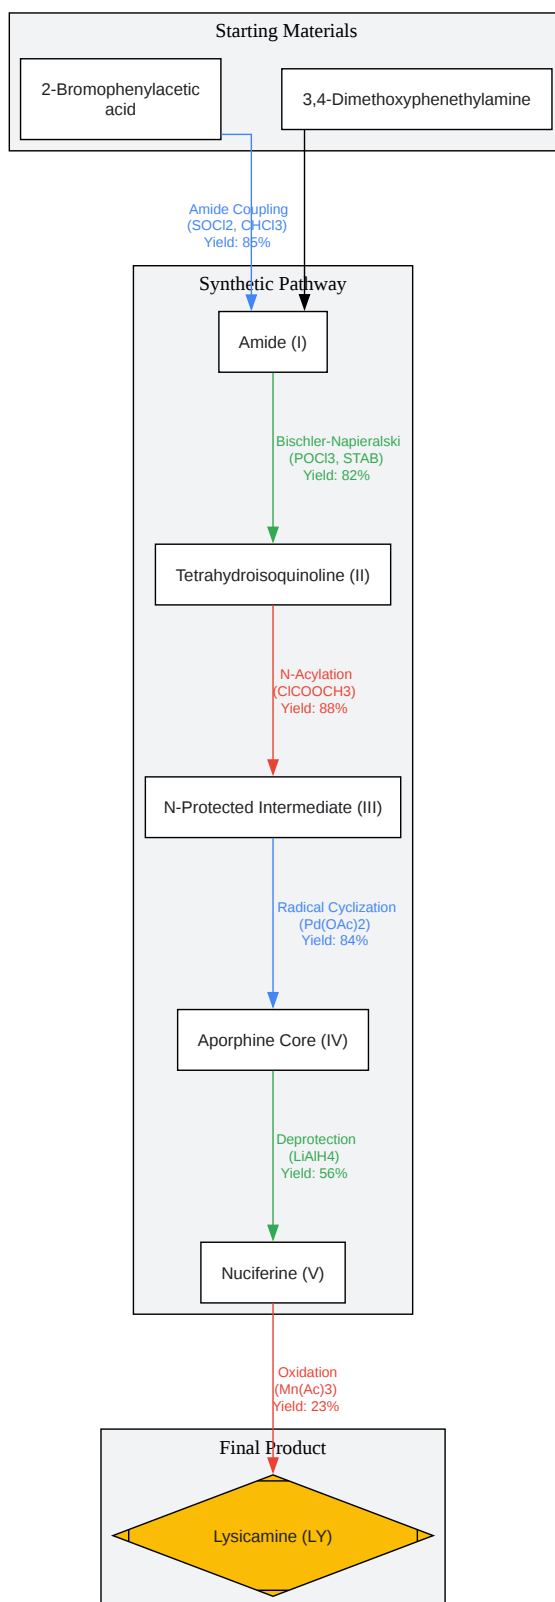 Starting Materials
2-Bromophenylacetic
acid
3,4-Dimethoxyphenethylamine
Amide Coupling
(SOCl2, CHCl3)
Yield: 85%
Synthetic Pathway
Amide (I)
Bischler-Napieralski
(POCl3, STAB)
Yield: 82%
Tetrahydroisoquinoline (II)
N-Acylation
(ClCOOCH3)
Yield: 88%
N-Protected Intermediate (III)
Radical Cyclization
(Pd(OAc)2)
Yield: 84%
Aporphine Core (IV)
Deprotection
(LiAlH4)
Yield: 56%
Nuciferine (V)
Oxidation
(Mn(Ac)3)
Yield: 23%
Final Product
Lysicamine (LY)